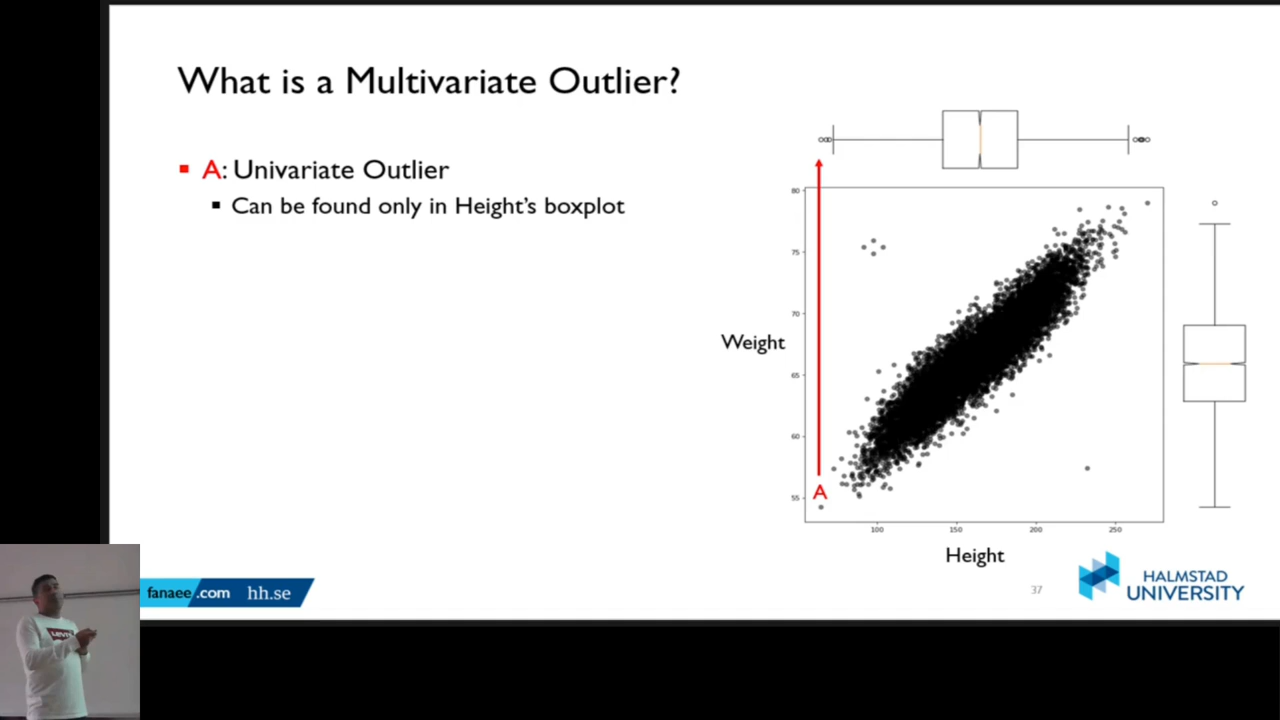 What is a Multivariate Outlier?
A: Univariate Outlier
Can be found only in Height's boxplot
80
75
70
Weight
65
60
A
55
100 150 200 250
Height
fanaee.com hh.se
37
HALMSTAD
UNIVERSITY
Levi's